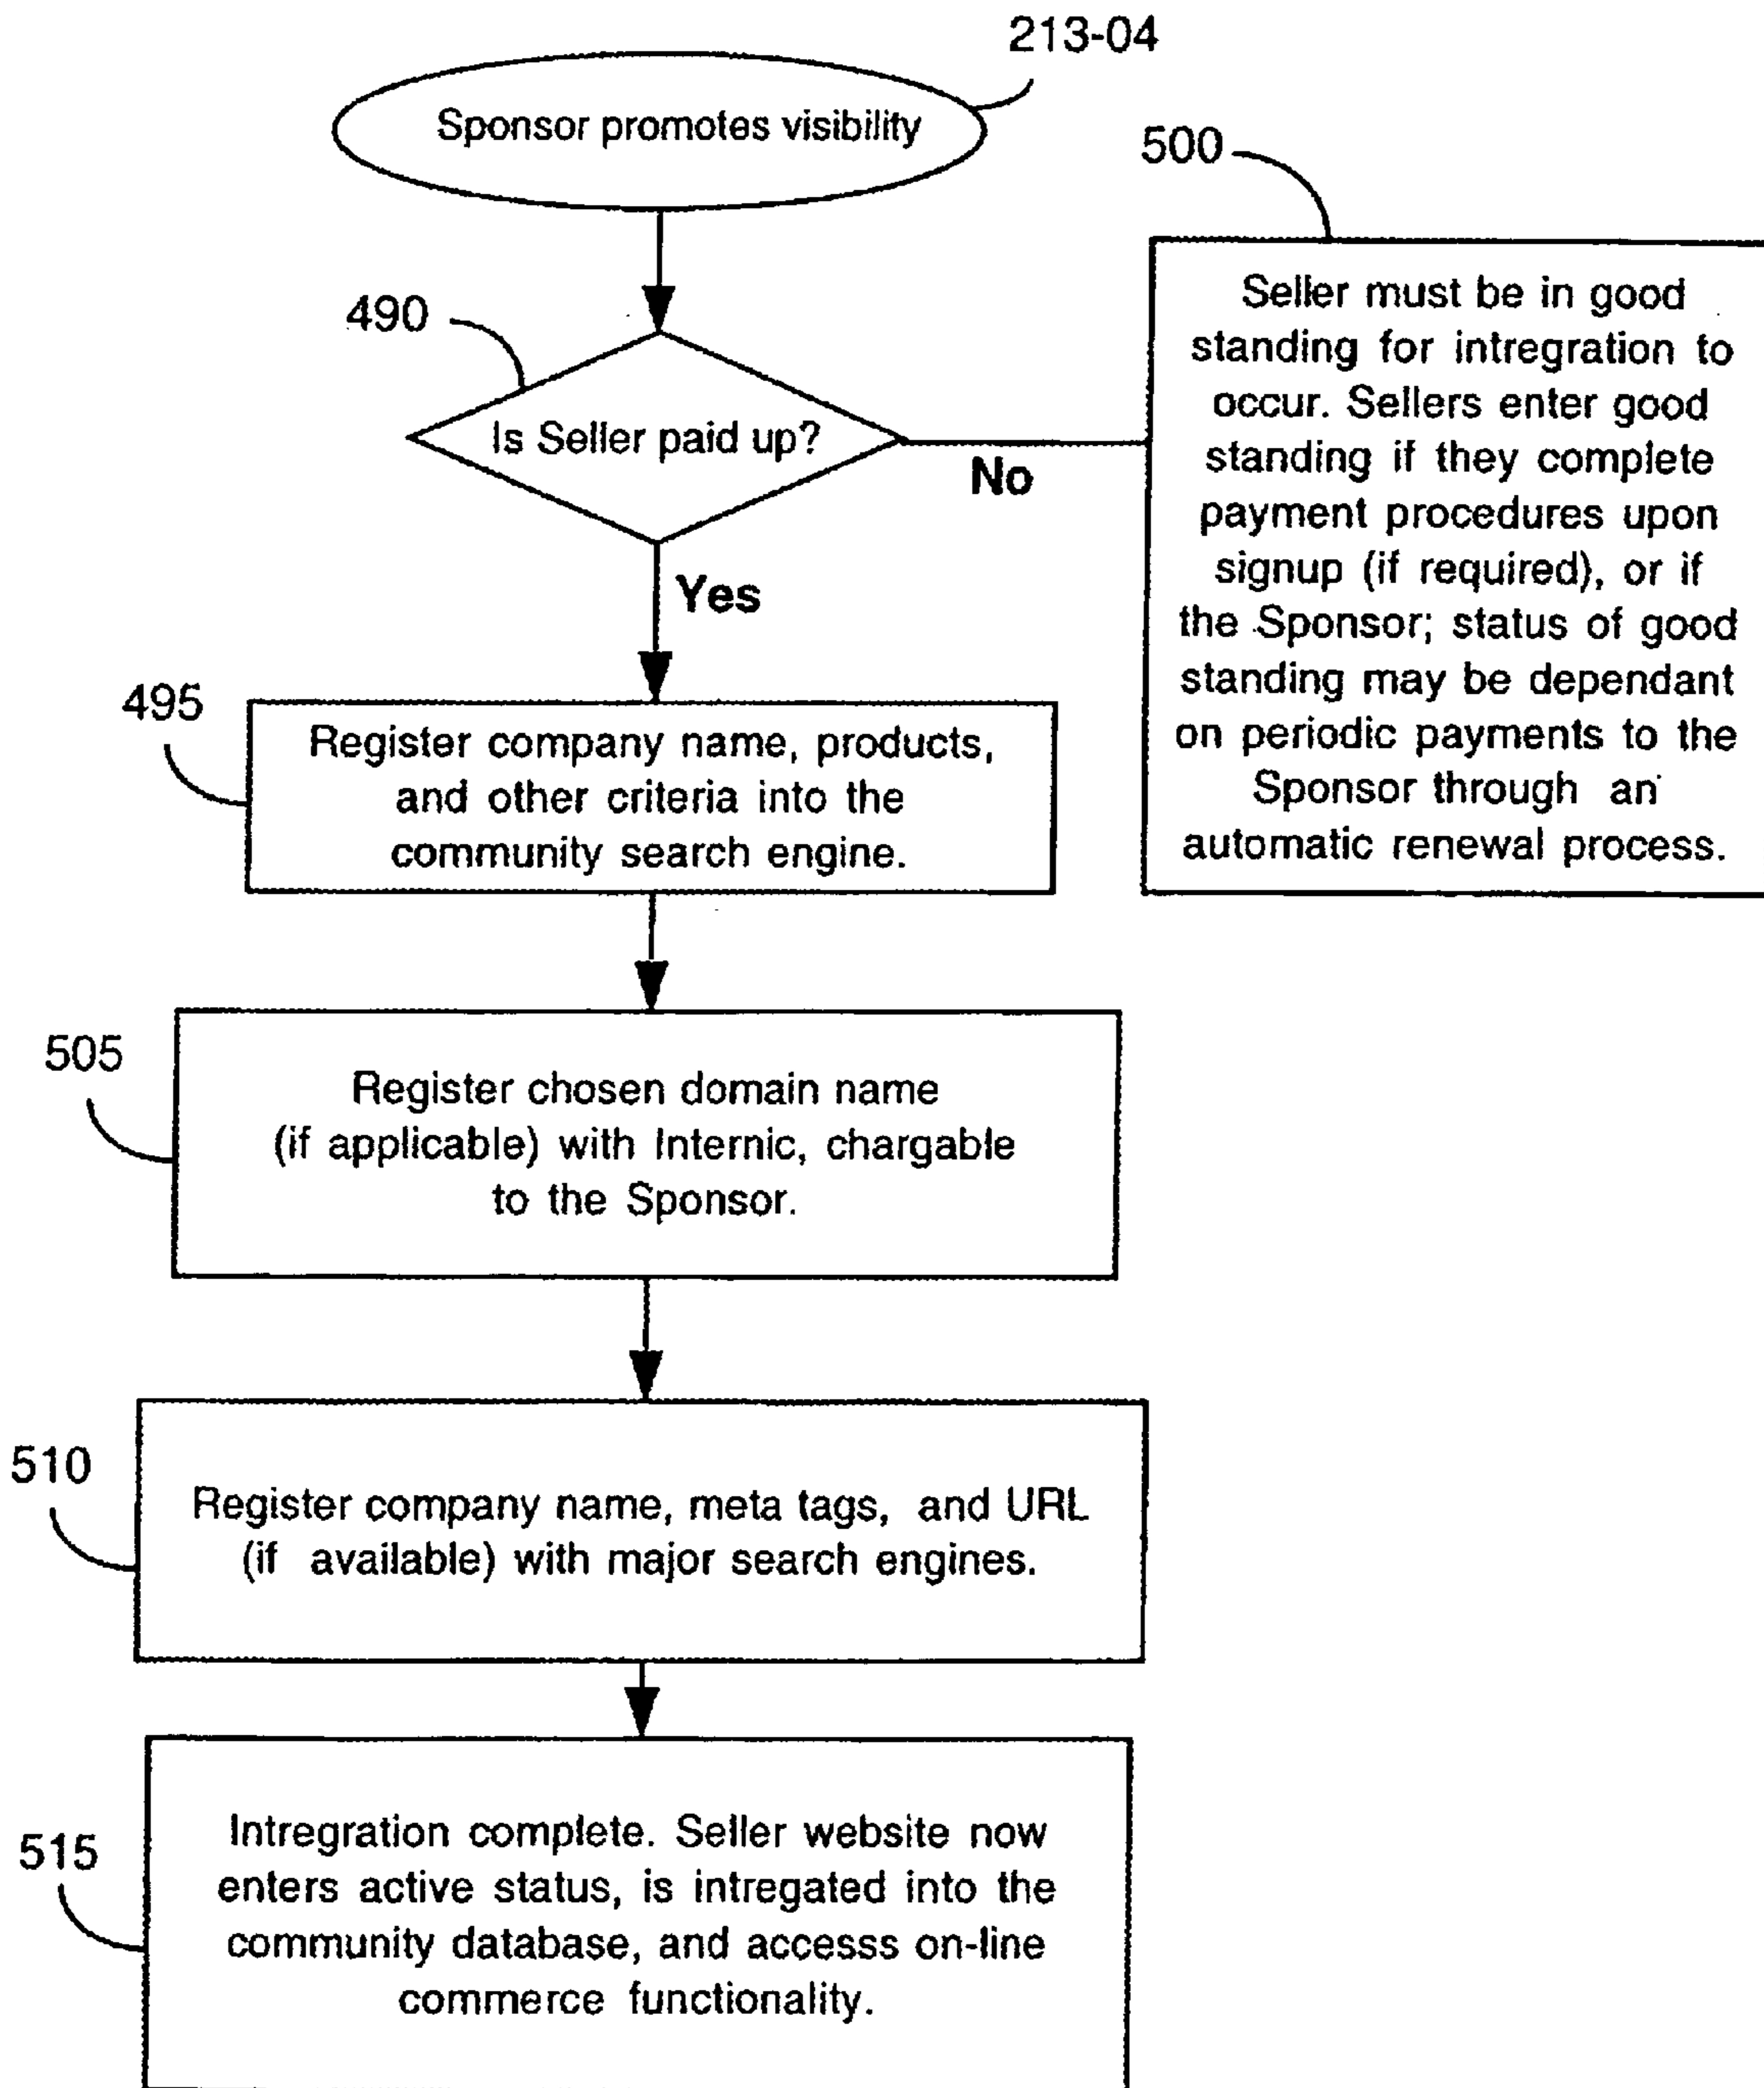 213-04
Sponsor promotes visibility
500
490
Is Seller paid up?
No
Yes
Seller must be in good
standing for intregration to
occur. Sellers enter good
standing if they complete
payment procedures upon
signup (if required), or if
the Sponsor; status of good
standing may be dependant
on periodic payments to the
Sponsor through an
automatic renewal process.
495
Register company name, products,
and other criteria into the
community search engine.
505
Register chosen domain name
(if applicable) with Internic, chargable
to the Sponsor.
510
Register company name, meta tags, and URL
(if available) with major search engines.
515
Intregration complete. Seller website now
enters active status, is intregated into the
community database, and accesss on-line
commerce functionality.